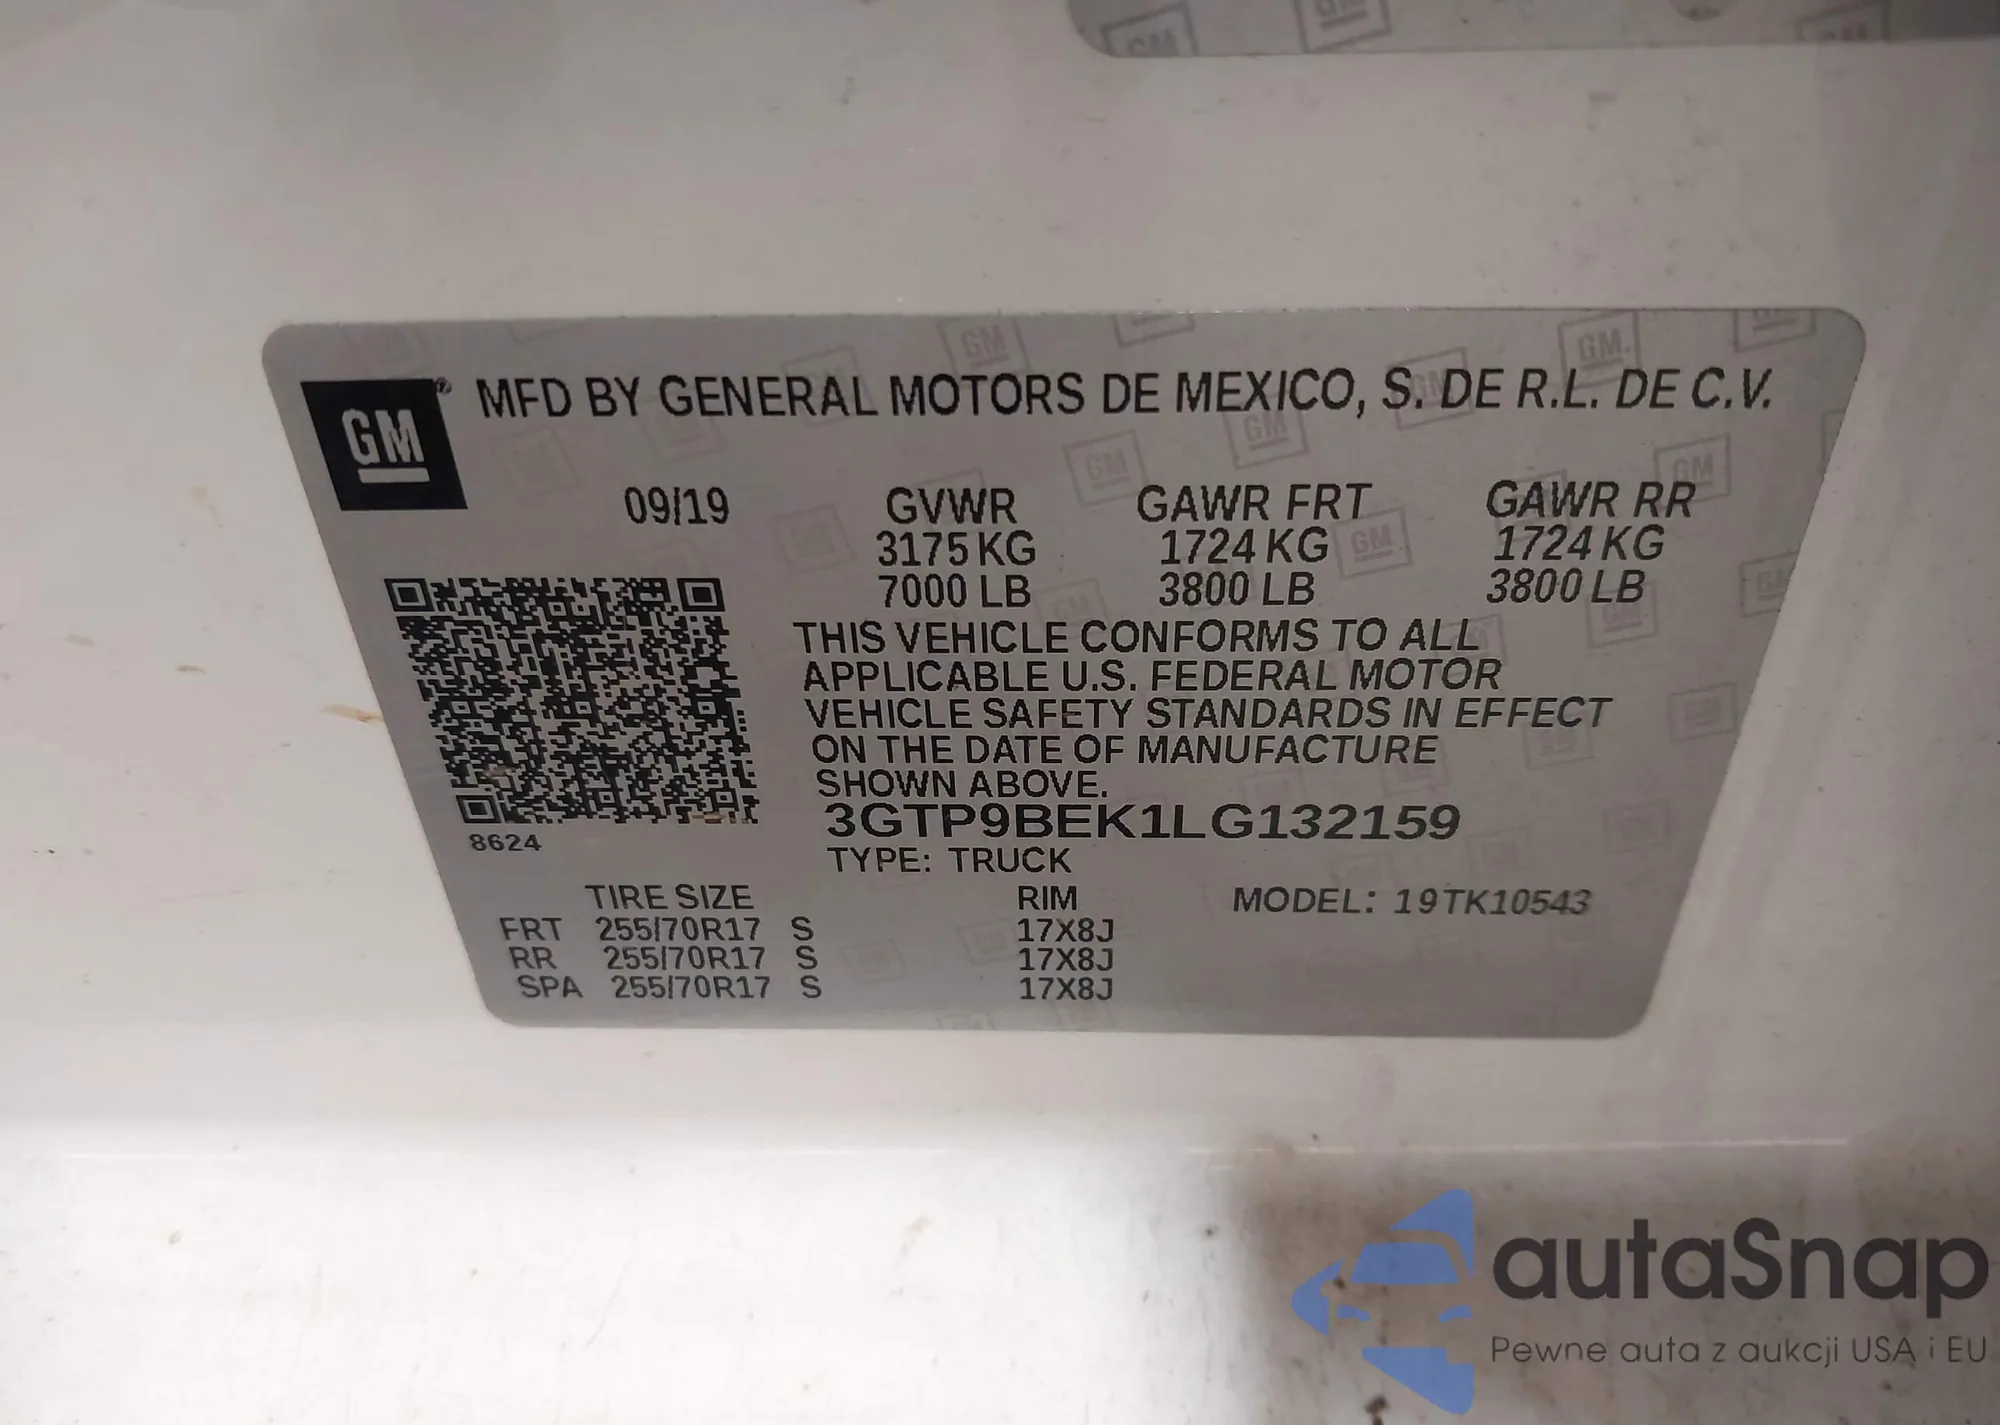 GM
® MFD BY GENERAL MOTORS DE MEXICO, S. DE R.L. DE C.V.
09/19 GVWR GAWR FRT GAWR RR
3175 KG 1724 KG 1724 KG
7000 LB 3800 LB 3800 LB
THIS VEHICLE CONFORMS TO ALL
APPLICABLE U.S. FEDERAL MOTOR
VEHICLE SAFETY STANDARDS IN EFFECT
ON THE DATE OF MANUFACTURE
SHOWN ABOVE.
3GTP9BEK1LG132159
8624
TYPE: TRUCK
TIRE SIZE RIM MODEL: 19TK10543
FRT 255/70R17 S 17X8J
RR 255/70R17 S 17X8J
SPA 255/70R17 S 17X8J
autaSnap
Pewne auta z aukcji USA i EU